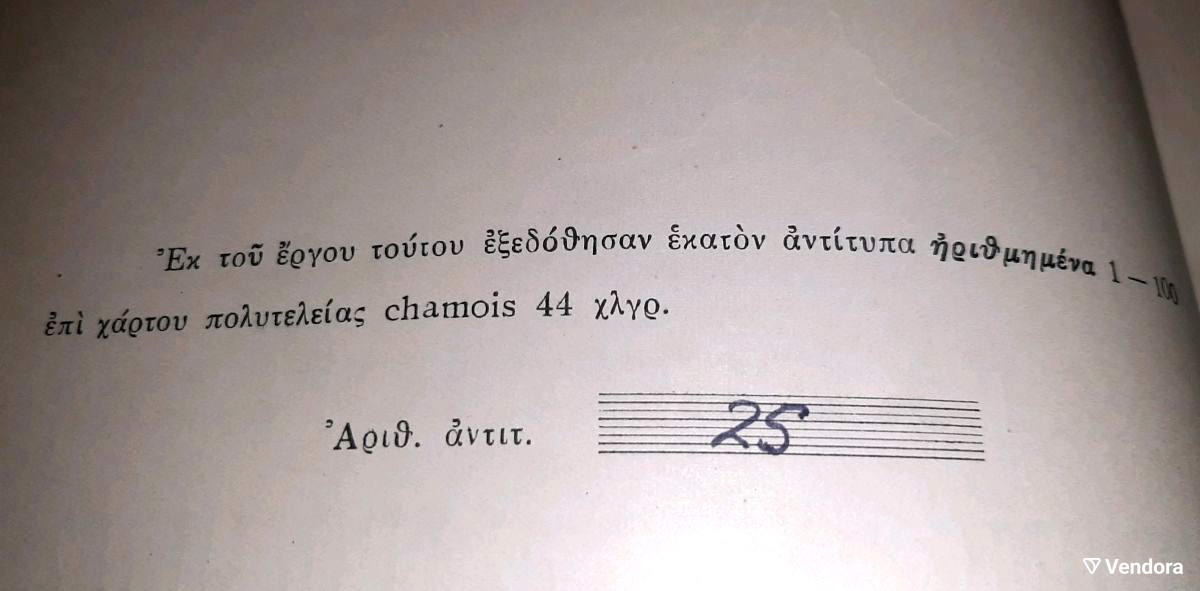 Ἐκ τοῦ ἔργου τούτου ἐξεδόθησαν ἑκατὸν ἀντίτυπα ἠριθμημένα 1 — 100
ἐπὶ χάρτου πολυτελείας chamois 44 χλγρ.
Ἀριθ. ἀντιτ. 25
Vendora